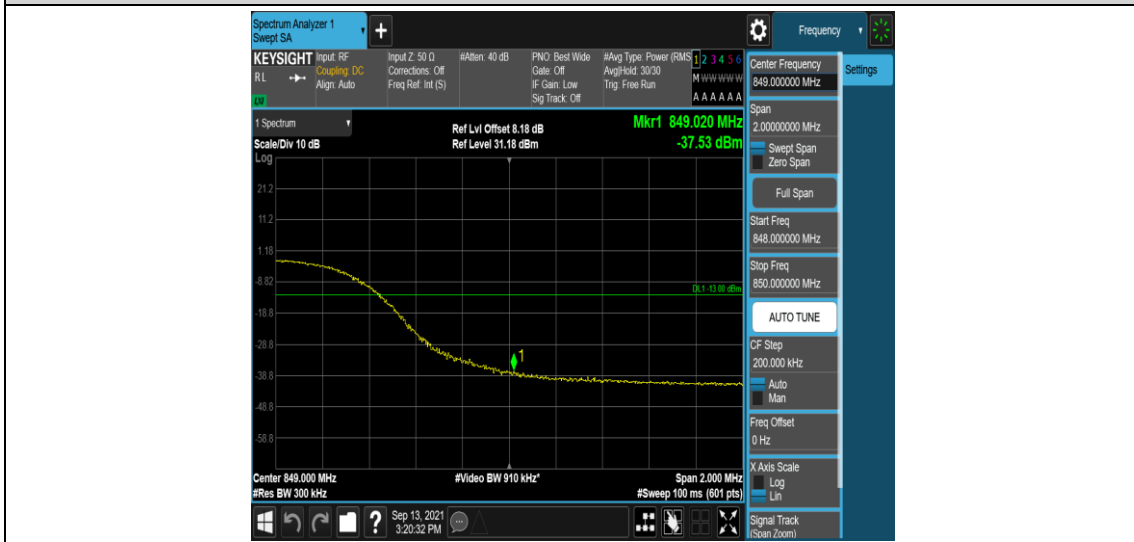 Spectrum Analyzer 1
Swept SA
+
Frequency
KEYSIGHT
RL
LXI
Input: RF
Coupling: DC
Align: Auto
Input Z: 50 Ω
Corrections: Off
Freq Ref: Int (S)
#Atten: 40 dB
PNO: Best Wide
Gate: Off
IF Gain: Low
Sig Track: Off
#Avg Type: Power (RMS
Avg|Hold: 30/30
Trig: Free Run
1 2 3 4 5 6
M W W W W W
A A A A A A
Settings
1 Spectrum
Scale/Div 10 dB
Log
Ref Lvl Offset 8.18 dB
Ref Level 31.18 dBm
Mkr1 849.020 MHz
-37.53 dBm
21.2
11.2
1.18
-8.82
-18.8
-28.8
-38.8
-48.8
-58.8
DL1 -13.00 dBm
1
Center 849.000 MHz
#Res BW 300 kHz
#Video BW 910 kHz*
Span 2.000 MHz
#Sweep 100 ms (601 pts)
Center Frequency
849.000000 MHz
Span
2.00000000 MHz
Swept Span
Zero Span
Full Span
Start Freq
848.000000 MHz
Stop Freq
850.000000 MHz
AUTO TUNE
CF Step
200.000 kHz
Auto
Man
Freq Offset
0 Hz
X Axis Scale
Log
Lin
Signal Track
(Span Zoom)
?
Sep 13, 2021
3:20:32 PM